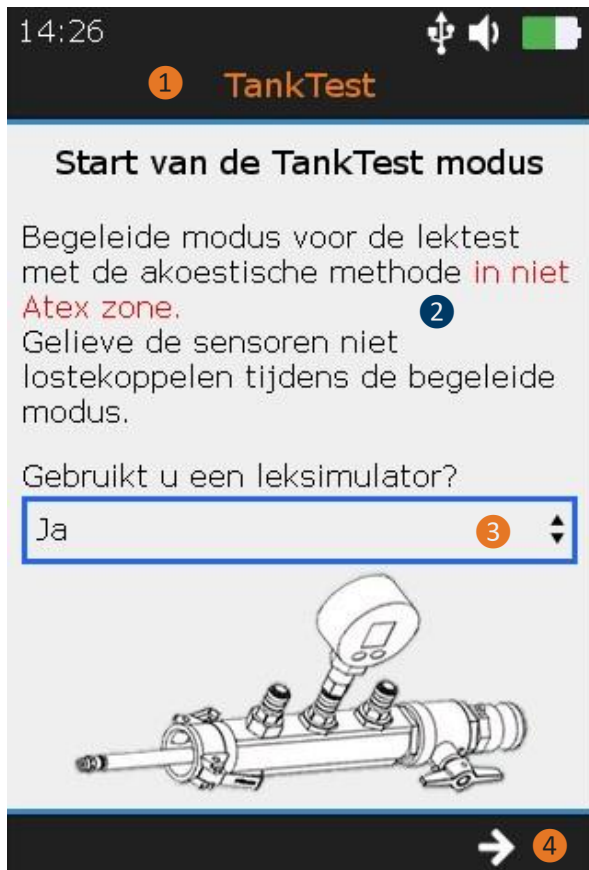 14:26
1 TankTest
Start van de TankTest modus
Begeleide modus voor de lektest
met de akoestische methode in niet
Atex zone. 2
Gelieve de sensoren niet
lostekoppelen tijdens de begeleide
modus.
Gebruikt u een leksimulator?
Ja 3
4